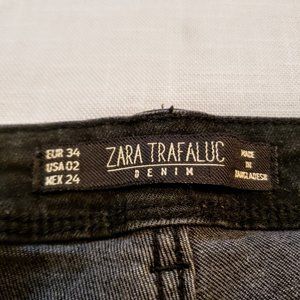 EUR 34
USA 02
MEX 24
ZARA TRAFALUC
DENIM
MADE
IN
BANGLADESH